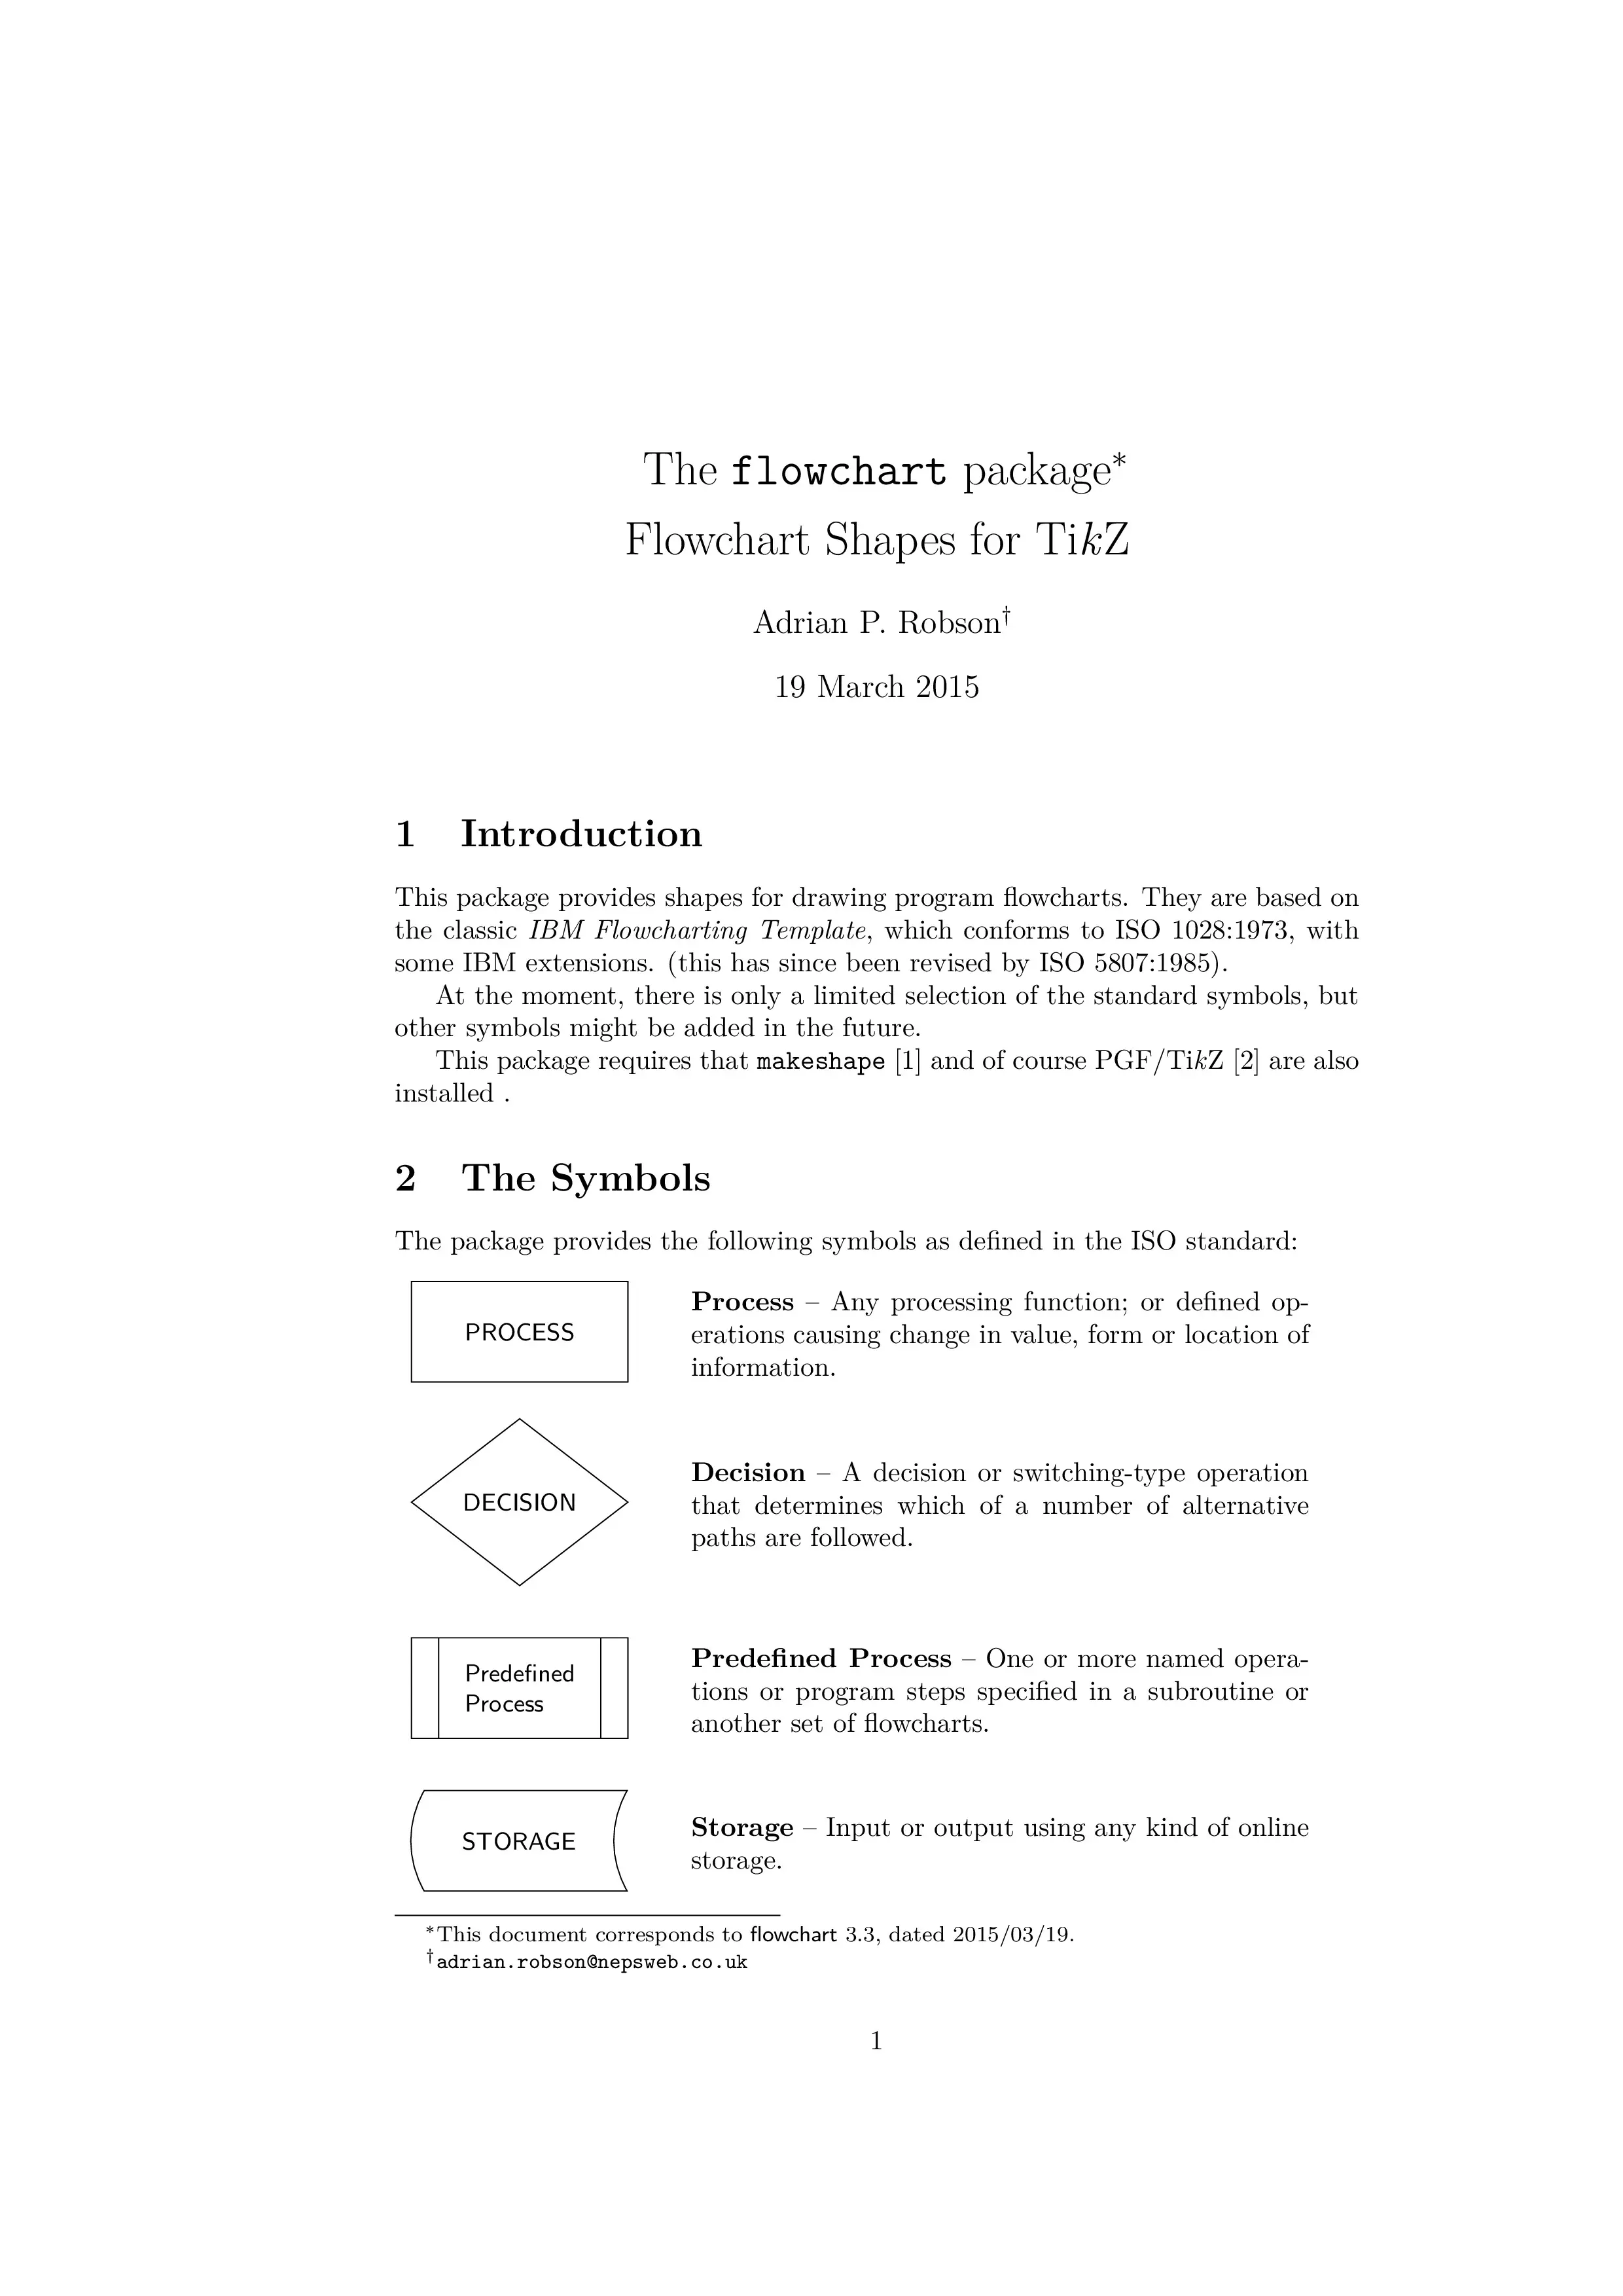 The flowchart package*
Flowchart Shapes for TikZ
Adrian P. Robson†
19 March 2015
1 Introduction
This package provides shapes for drawing program flowcharts. They are based on
the classic IBM Flowcharting Template, which conforms to ISO 1028:1973, with
some IBM extensions. (this has since been revised by ISO 5807:1985).
At the moment, there is only a limited selection of the standard symbols, but
other symbols might be added in the future.
This package requires that makeshape [1] and of course PGF/TikZ [2] are also
installed .
2 The Symbols
The package provides the following symbols as defined in the ISO standard:
PROCESS
Process – Any processing function; or defined op-
erations causing change in value, form or location of
information.
DECISION
Decision – A decision or switching-type operation
that determines which of a number of alternative
paths are followed.
Predefined
Process
Predefined Process – One or more named opera-
tions or program steps specified in a subroutine or
another set of flowcharts.
STORAGE
Storage – Input or output using any kind of online
storage.
*This document corresponds to flowchart 3.3, dated 2015/03/19.
†adrian.robson@nepsweb.co.uk
1